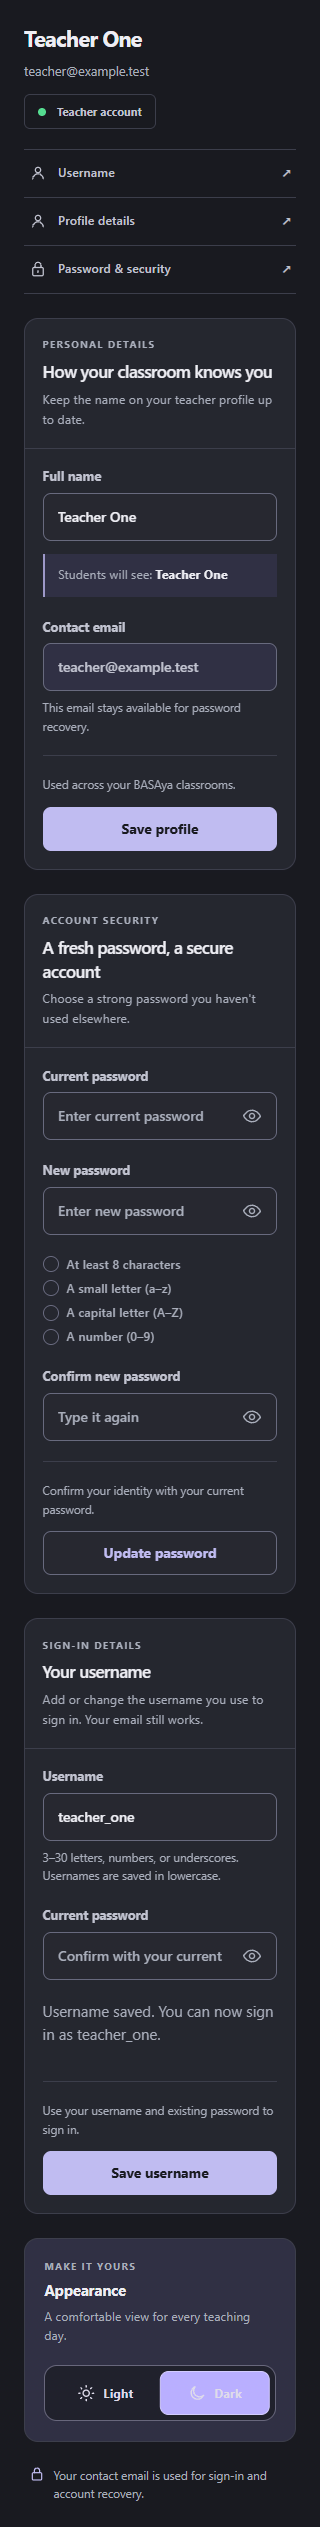 Teacher One
teacher@example.test
Teacher account
Username
Profile details
Password & security
PERSONAL DETAILS
How your classroom knows you
Keep the name on your teacher profile up
to date.
Full name
Teacher One
Students will see: Teacher One
Contact email
teacher@example.test
This email stays available for password
recovery.
Used across your BASAya classrooms.
Save profile
ACCOUNT SECURITY
A fresh password, a secure
account
Choose a strong password you haven't
used elsewhere.
Current password
Enter current password
New password
Enter new password
At least 8 characters
A small letter (a–z)
A capital letter (A–Z)
A number (0–9)
Confirm new password
Type it again
Confirm your identity with your current
password.
Update password
SIGN-IN DETAILS
Your username
Add or change the username you use to
sign in. Your email still works.
Username
teacher_one
3–30 letters, numbers, or underscores.
Usernames are saved in lowercase.
Current password
Confirm with your current
Username saved. You can now sign
in as teacher_one.
Use your username and existing password to
sign in.
Save username
MAKE IT YOURS
Appearance
A comfortable view for every teaching
day.
Light
Dark
Your contact email is used for sign-in and
account recovery.